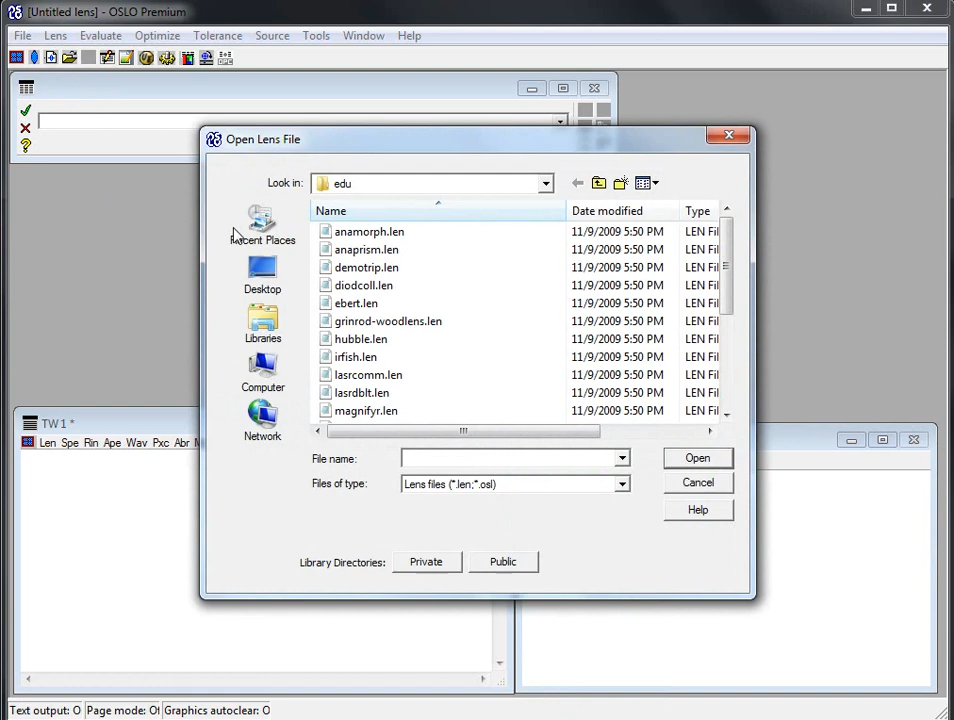 [Untitled lens] - OSLO Premium
File Lens Evaluate Optimize Tolerance Source Tools Window Help
Open Lens File
Look in: edu
Name Date modified Type
Recent Places
Desktop
Libraries
Computer
Network
anamorph.len 11/9/2009 5:50 PM LEN Fil
anaprism.len 11/9/2009 5:50 PM LEN Fil
demotrip.len 11/9/2009 5:50 PM LEN Fil
diodcoll.len 11/9/2009 5:50 PM LEN Fil
ebert.len 11/9/2009 5:50 PM LEN Fil
grinrod-woodlens.len 11/9/2009 5:50 PM LEN Fil
hubble.len 11/9/2009 5:50 PM LEN Fil
irfish.len 11/9/2009 5:50 PM LEN Fil
lasrcomm.len 11/9/2009 5:50 PM LEN Fil
lasrdblt.len 11/9/2009 5:50 PM LEN Fil
magnifyr.len 11/9/2009 5:50 PM LEN Fil
File name: Open
Files of type: Lens files (*.len;*.osl) Cancel
Help
Library Directories: Private Public
TW1 *
Len Spe Rin Ape Wav Pxc Abr M
Text output: O Page mode: Of Graphics autoclear: O